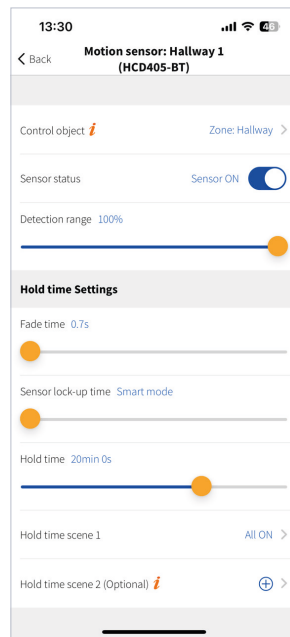 13:30
46
Back
Motion sensor: Hallway 1
(HCD405-BT)
Control object i Zone: Hallway
Sensor status Sensor ON
Detection range 100%
Hold time Settings
Fade time 0.7s
Sensor lock-up time Smart mode
Hold time 20min 0s
Hold time scene 1 All ON
Hold time scene 2 (Optional) i